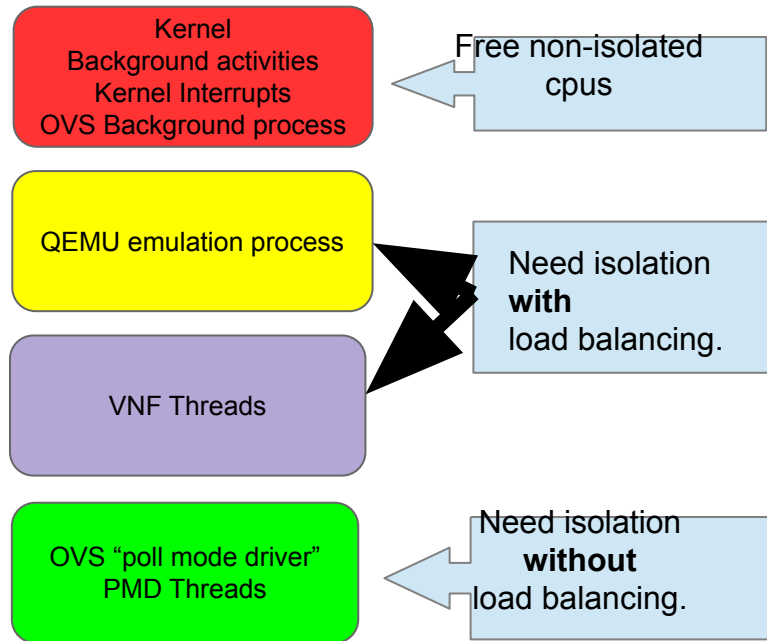 Kernel
Background activities
Kernel Interrupts
OVS Background process
Free non-isolated
cpus
QEMU emulation process
Need isolation
with
load balancing.
VNF Threads
OVS “poll mode driver”
PMD Threads
Need isolation
without
load balancing.